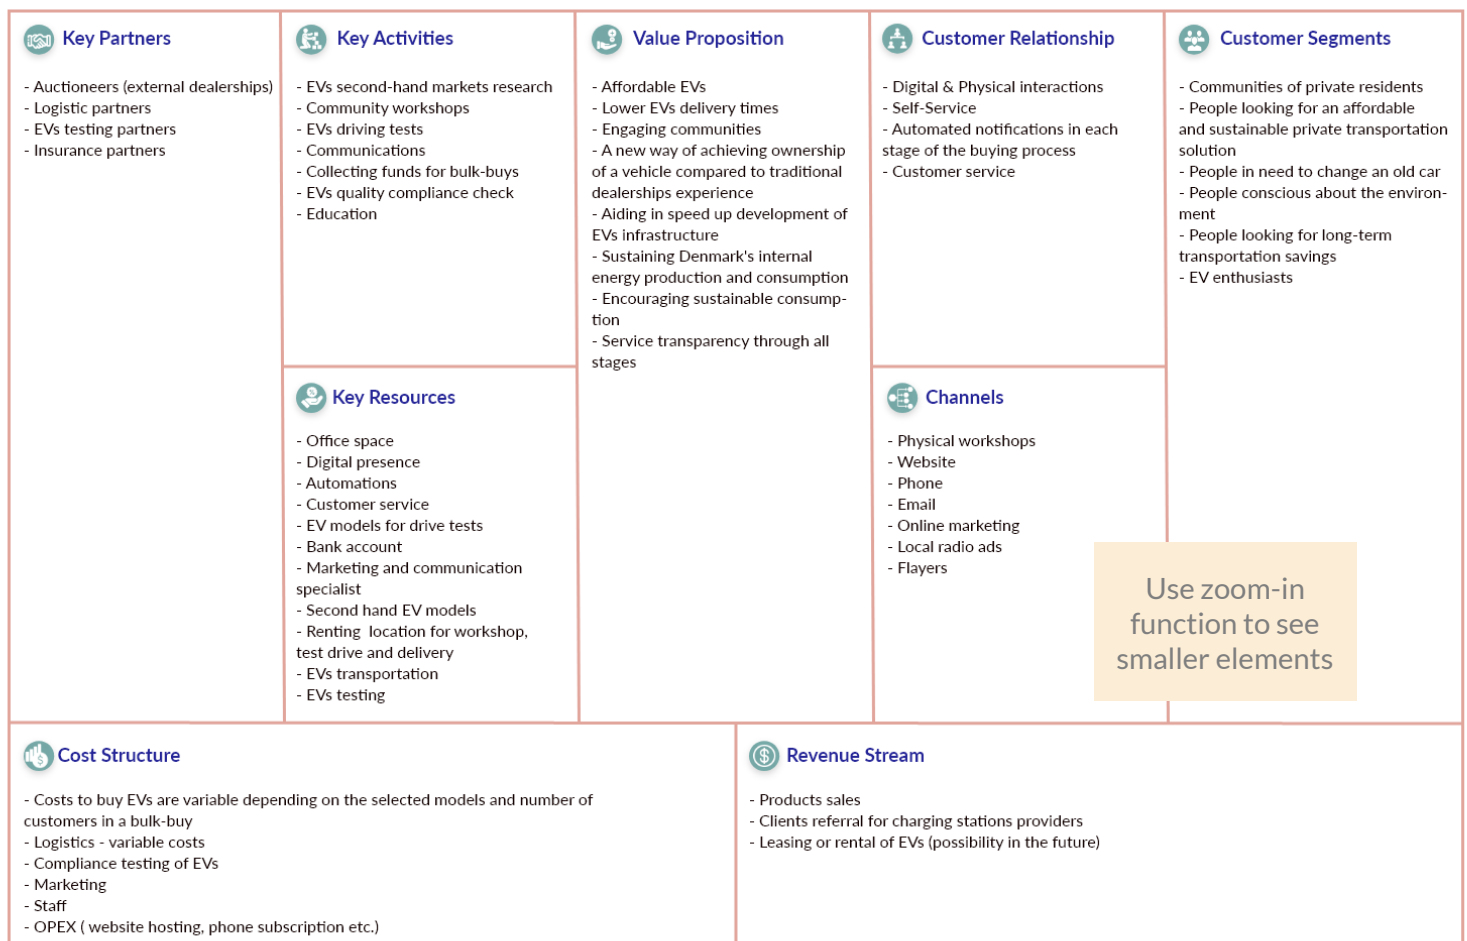 Key Partners
- Auctioneers (external dealerships)
- Logistic partners
- EVs testing partners
- Insurance partners
Key Activities
- EVs second-hand markets research
- Community workshops
- EVs driving tests
- Communications
- Collecting funds for bulk-buys
- EVs quality compliance check
- Education
Key Resources
- Office space
- Digital presence
- Automations
- Customer service
- EV models for drive tests
- Bank account
- Marketing and communication
specialist
- Second hand EV models
- Renting  location for workshop,
test drive and delivery
- EVs transportation
- EVs testing
Value Proposition
- Affordable EVs
- Lower EVs delivery times
- Engaging communities
- A new way of achieving ownership
of a vehicle compared to traditional
dealerships experience
- Aiding in speed up development of
EVs infrastructure
- Sustaining Denmark's internal
energy production and consumption
- Encouraging sustainable consump-
tion
- Service transparency through all
stages
Customer Relationship
- Digital & Physical interactions
- Self-Service
- Automated notifications in each
stage of the buying process
- Customer service
Channels
- Physical workshops
- Website
- Phone
- Email
- Online marketing
- Local radio ads
- Flayers
Customer Segments
- Communities of private residents
- People looking for an affordable
and sustainable private transportation
solution
- People in need to change an old car
- People conscious about the environ-
ment
- People looking for long-term
transportation savings
- EV enthusiasts
Use zoom-in
function to see
smaller elements
Cost Structure
- Costs to buy EVs are variable depending on the selected models and number of
customers in a bulk-buy
- Logistics - variable costs
- Compliance testing of EVs
- Marketing
- Staff
- OPEX ( website hosting, phone subscription etc.)
Revenue Stream
- Products sales
- Clients referral for charging stations providers
- Leasing or rental of EVs (possibility in the future)